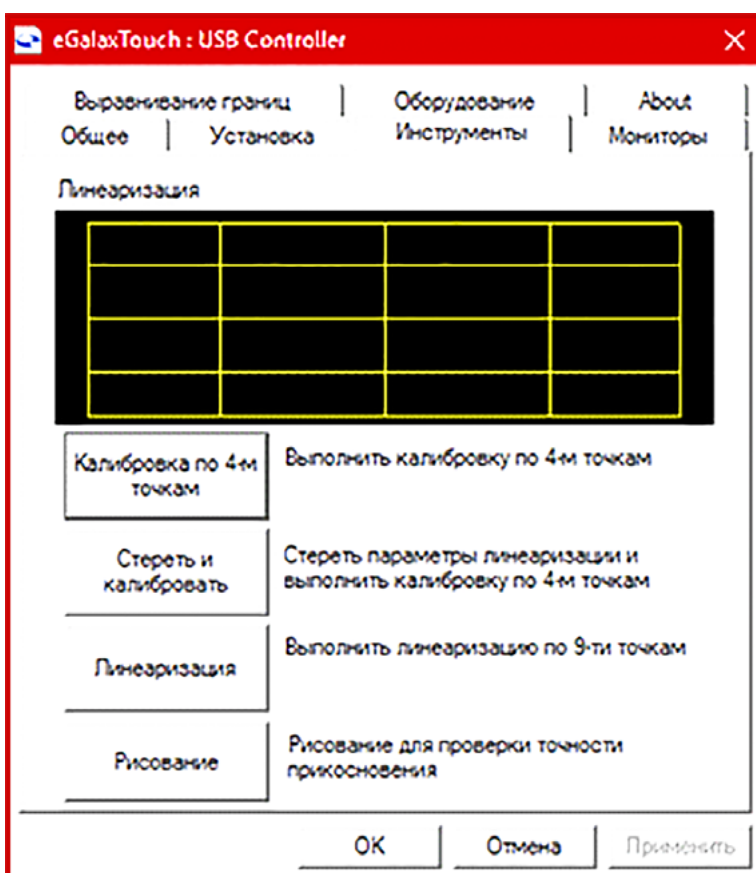 eGalaxTouch : USB Controller
Выравнивание границ
Оборудование
About
Общее
Установка
Инструменты
Мониторы
Линеаризация
Калибровка по 4-м
точкам
Выполнить калибровку по 4-м точкам
Стереть и
калибровать
Стереть параметры линеаризации и
выполнить калибровку по 4-м точкам
Линеаризация
Выполнить линеаризацию по 9-ти точкам
Рисование
Рисование для проверки точности
прикосновения
OK
Отмена
Применить